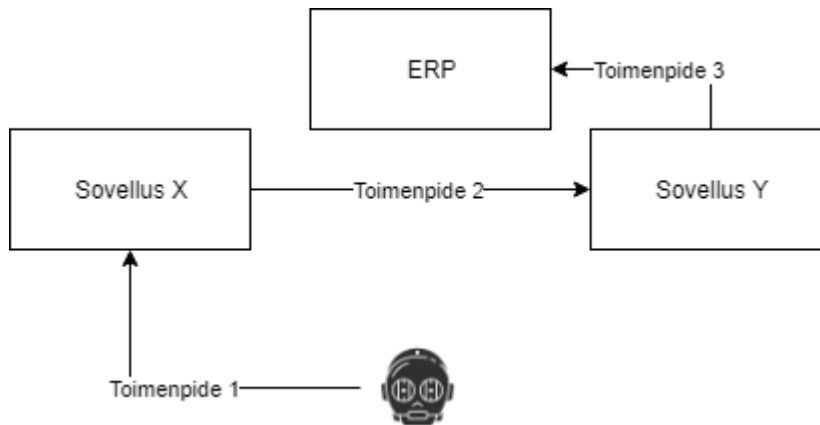 ERP
Toimenpide 3
Sovellus X
Toimenpide 2
Sovellus Y
Toimenpide 1